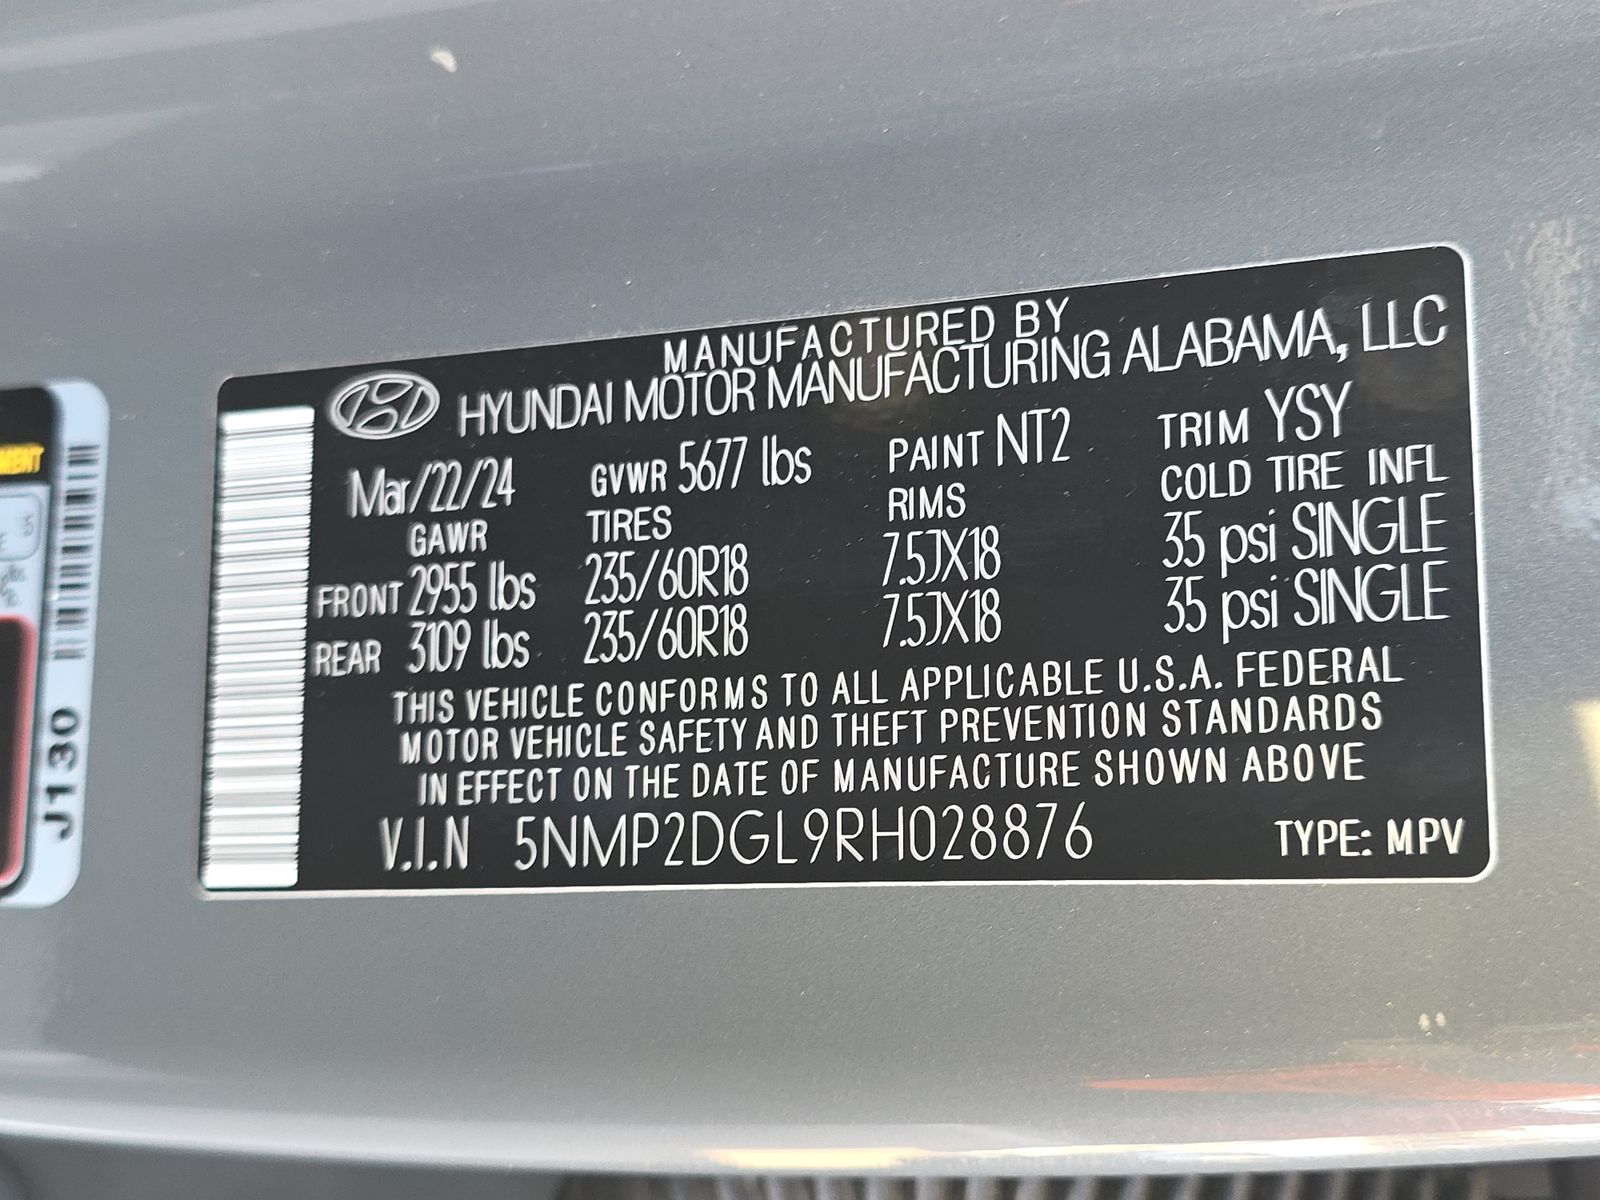 MANUFACTURED BY
HYUNDAI MOTOR MANUFACTURING ALABAMA, LLC
Mar/22/24 GVWR 5677 lbs PAINT NT2 TRIM YSY
GAWR TIRES RIMS COLD TIRE INFL
FRONT 2955 lbs 235/60R18 7.5JX18 35 psi SINGLE
REAR 3109 lbs 235/60R18 7.5JX18 35 psi SINGLE
THIS VEHICLE CONFORMS TO ALL APPLICABLE U.S.A. FEDERAL
MOTOR VEHICLE SAFETY AND THEFT PREVENTION STANDARDS
IN EFFECT ON THE DATE OF MANUFACTURE SHOWN ABOVE
V.I.N 5NMP2DGL9RH028876 TYPE: MPV
J130